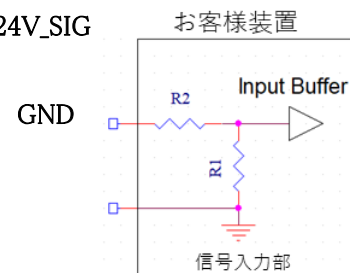 24V_SIG
お客様装置
Input Buffer
R2
GND
R1
信号入力部